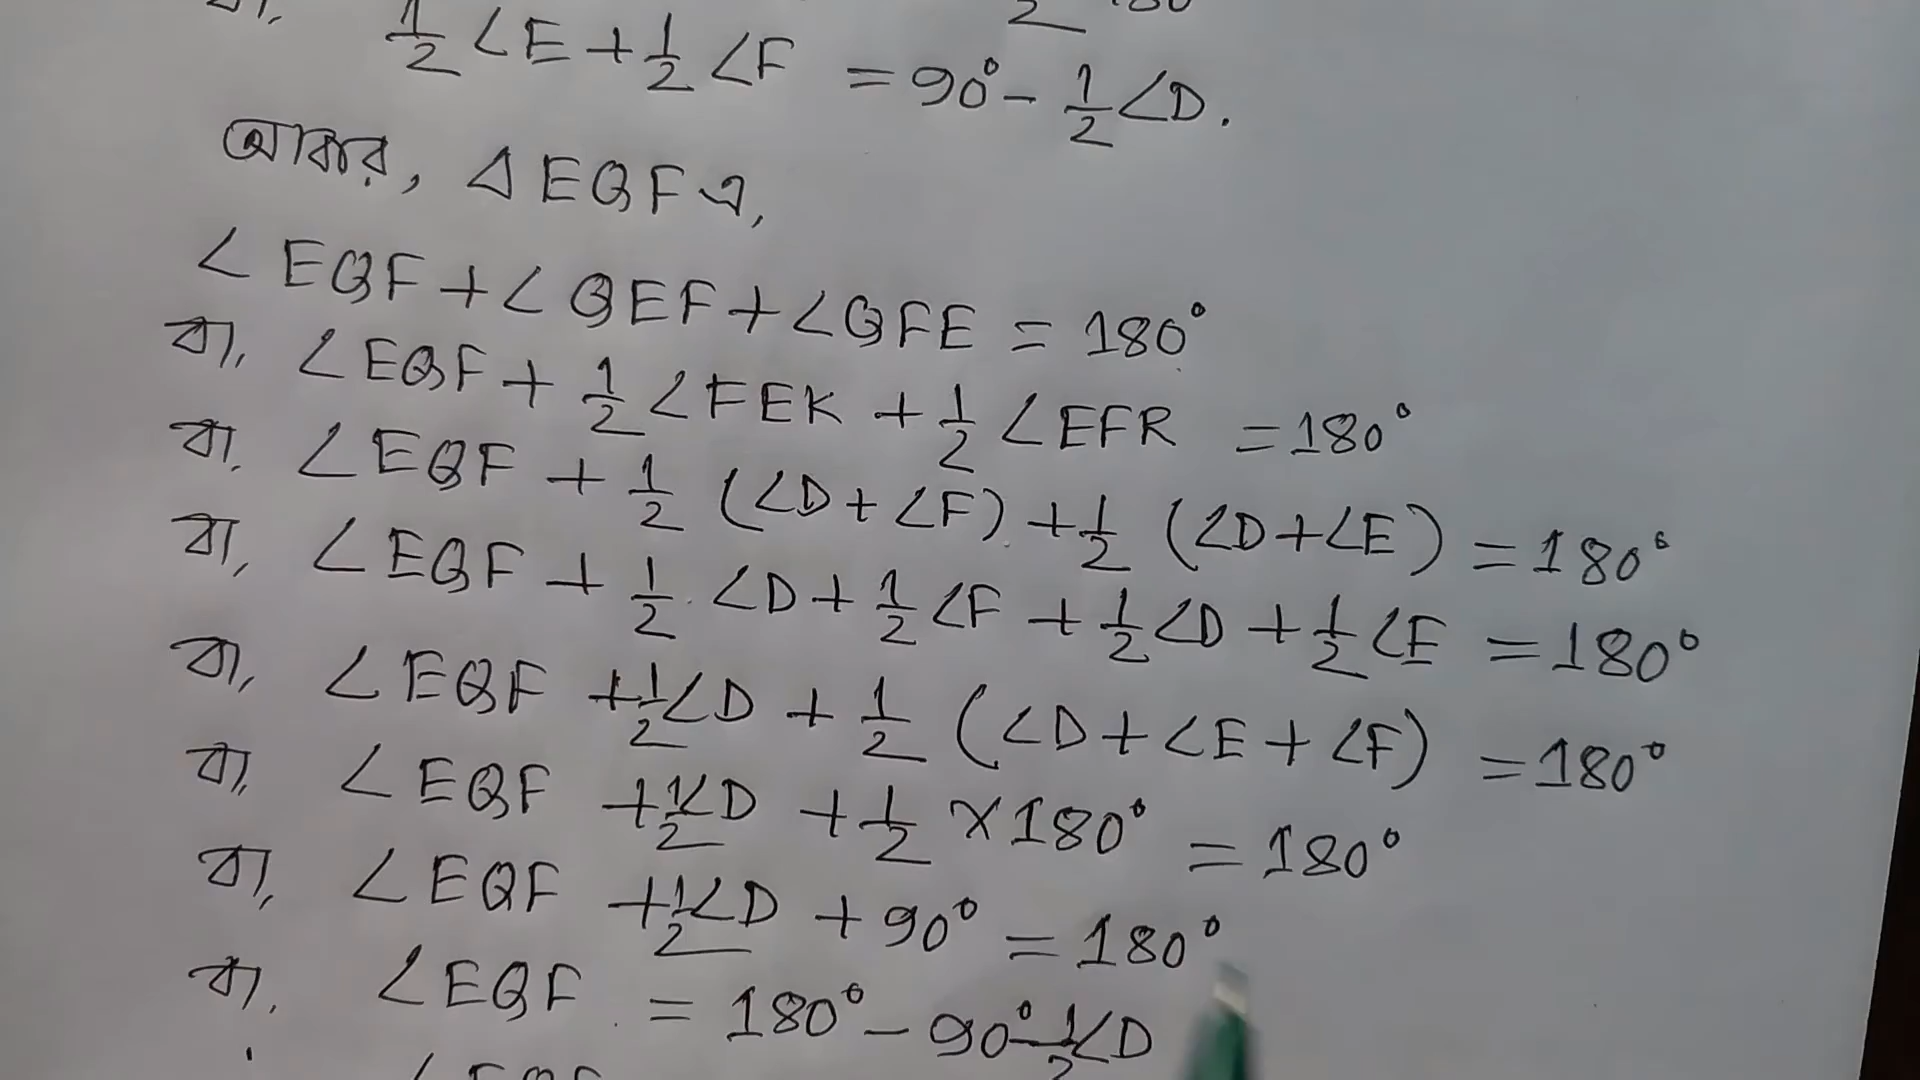 ½ ∠E + ½ ∠F = 90° - ½ ∠D.
আবার, Δ EQF এ,
∠EQF + ∠QEF + ∠QFE = 180°
বা, ∠EQF + ½ ∠FEK + ½ ∠EFR = 180°
বা, ∠EQF + ½ (∠D + ∠F) + ½ (∠D + ∠E) = 180°
বা, ∠EQF + ½ ∠D + ½ ∠F + ½ ∠D + ½ ∠E = 180°
বা, ∠EQF + ½ ∠D + ½ (∠D + ∠E + ∠F) = 180°
বা, ∠EQF + ½ ∠D + ½ × 180° = 180°
বা, ∠EQF + ½ ∠D + 90° = 180°
বা, ∠EQF = 180° - 90° - ½ ∠D